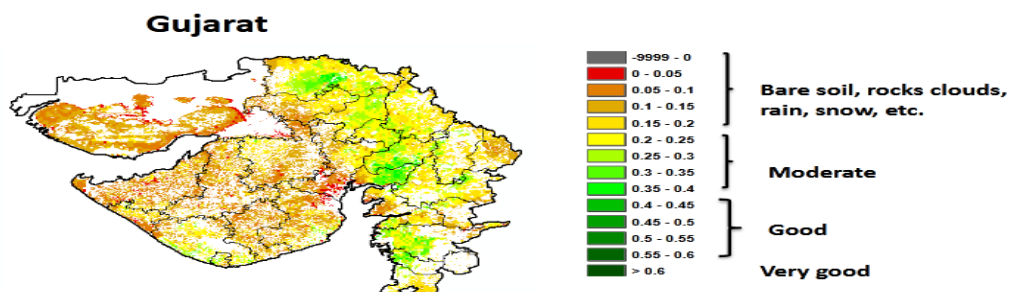 Gujarat
-9999 - 0
0 - 0.05
0.05 - 0.1
0.1 - 0.15
0.15 - 0.2
0.2 - 0.25
0.25 - 0.3
0.3 - 0.35
0.35 - 0.4
0.4 - 0.45
0.45 - 0.5
0.5 - 0.55
0.55 - 0.6
> 0.6
Bare soil, rocks clouds,
rain, snow, etc.
Moderate
Good
Very good